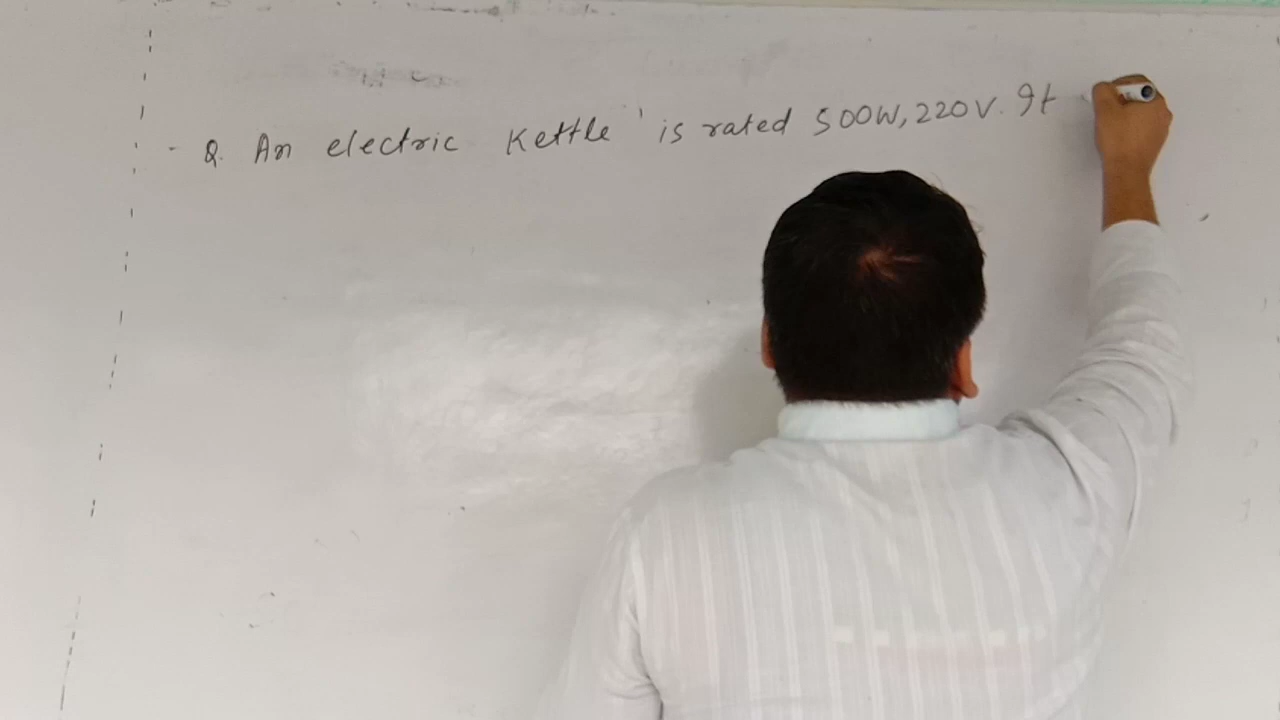 Q. An electric Kettle is rated 500W, 220V. It